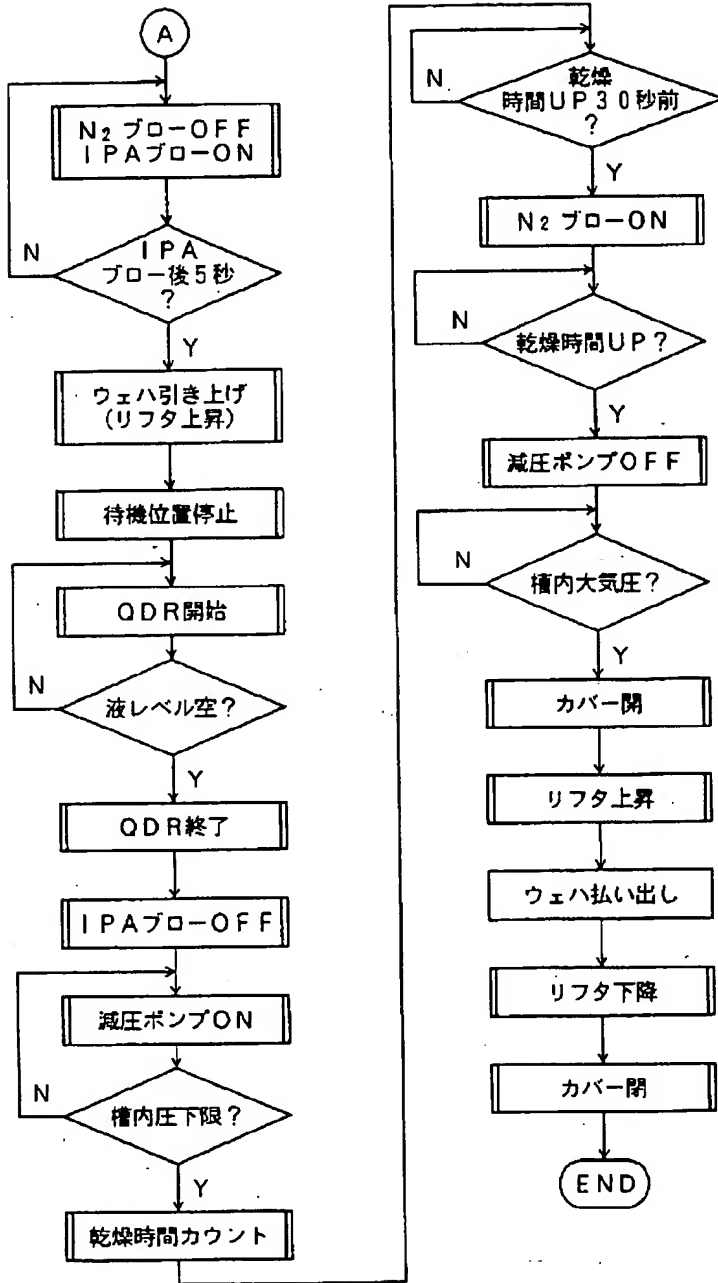 A
N₂ ブローOFF
IPAブローON
IPA
ブロー後5秒
?
N
Y
ウェハ引き上げ
(リフタ上昇)
待機位置停止
QDR開始
液レベル空?
N
Y
QDR終了
IPAブローOFF
減圧ポンプON
槽内圧下限?
N
Y
乾燥時間カウント
乾燥
時間UP30秒前
?
N
Y
N₂ ブローON
乾燥時間UP?
N
Y
減圧ポンプOFF
槽内大気圧?
N
Y
カバー開
リフタ上昇
ウェハ払い出し
リフタ下降
カバー閉
END